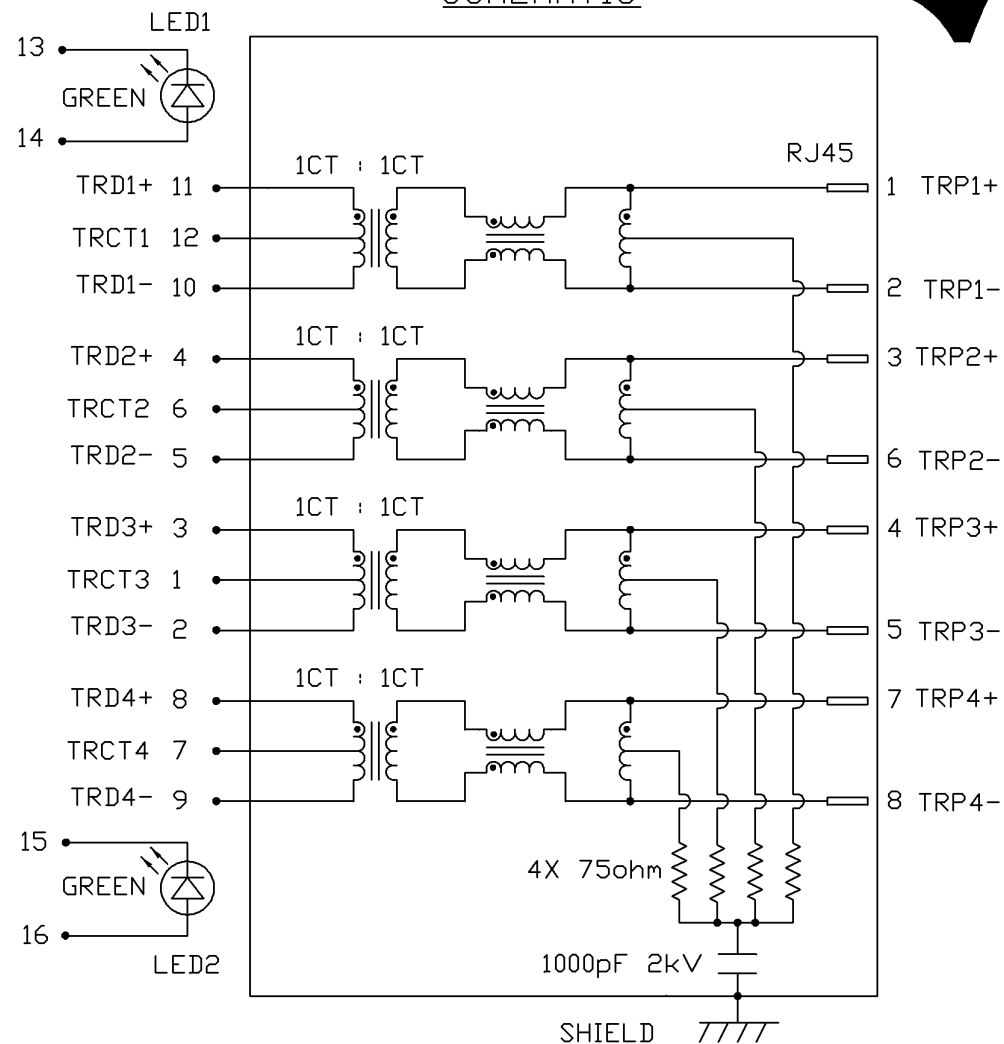 SCHEMATIC
LED1
13
GREEN
14
RJ45
1CT : 1CT
TRD1+ 11
1 TRP1+
TRCT1 12
TRD1- 10
2 TRP1-
1CT : 1CT
TRD2+ 4
3 TRP2+
TRCT2 6
TRD2- 5
6 TRP2-
1CT : 1CT
TRD3+ 3
4 TRP3+
TRCT3 1
TRD3- 2
5 TRP3-
1CT : 1CT
TRD4+ 8
7 TRP4+
TRCT4 7
TRD4- 9
8 TRP4-
15
GREEN
16
LED2
4X 75ohm
1000pF 2kV
SHIELD